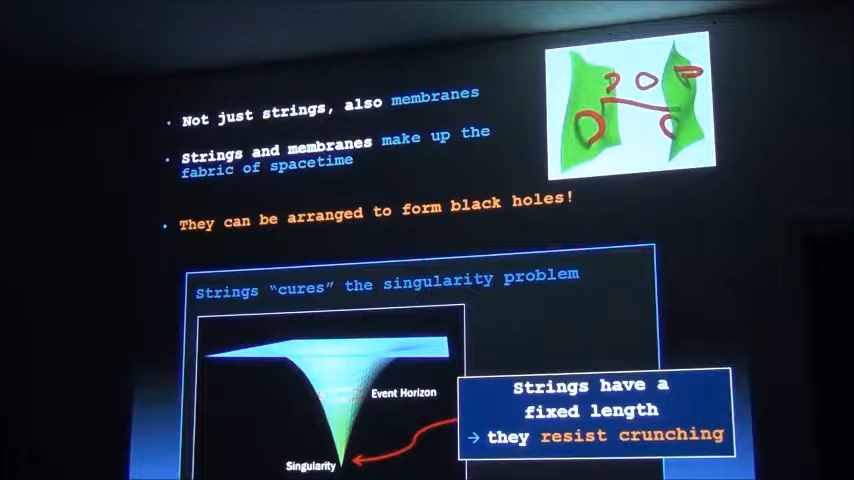 • Not just strings, also membranes
• Strings and membranes make up the
fabric of spacetime
• They can be arranged to form black holes!
Strings “cures” the singularity problem
Event Horizon
Singularity
Strings have a
fixed length
→ they resist crunching